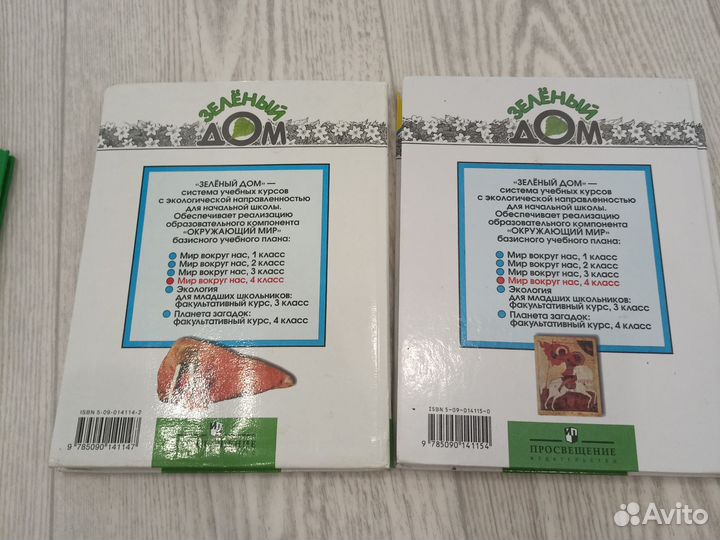 ЗЕЛЁНЫЙ
ДОМ
«ЗЕЛЁНЫЙ ДОМ» —
система учебных курсов
с экологической направленностью
для начальной школы.
Обеспечивает реализацию
образовательного компонента
«ОКРУЖАЮЩИЙ МИР»
базисного учебного плана:
Мир вокруг нас, 1 класс
Мир вокруг нас, 2 класс
Мир вокруг нас, 3 класс
Мир вокруг нас, 4 класс
Экология
для младших школьников:
факультативный курс, 3 класс
Планета загадок:
факультативный курс, 4 класс
ISBN 5-09-014114-2
9 785090 141147
ПРОСВЕЩЕНИЕ
ЗЕЛЁНЫЙ
ДОМ
«ЗЕЛЁНЫЙ ДОМ» —
система учебных курсов
с экологической направленностью
для начальной школы.
Обеспечивает реализацию
образовательного компонента
«ОКРУЖАЮЩИЙ МИР»
базисного учебного плана:
Мир вокруг нас, 1 класс
Мир вокруг нас, 2 класс
Мир вокруг нас, 3 класс
Мир вокруг нас, 4 класс
Экология
для младших школьников:
факультативный курс, 3 класс
Планета загадок:
факультативный курс, 4 класс
ISBN 5-09-014115-0
9 785090 141154
ПРОСВЕЩЕНИЕ
ИЗДАТЕЛЬСТВО
Avito